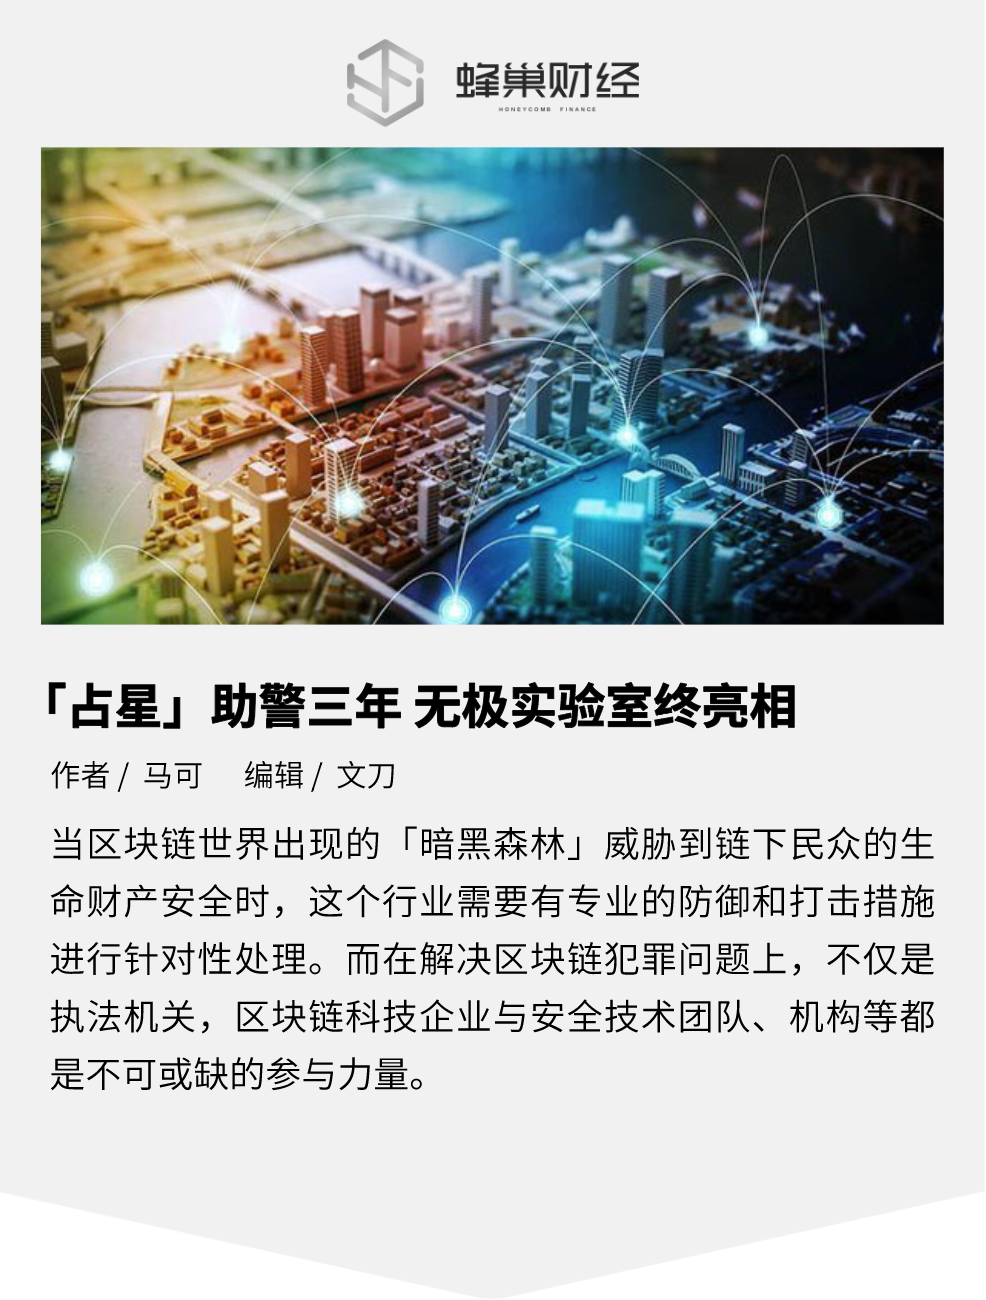 蜂巢财经
HONEYCOMB FINANCE
「占星」助警三年 无极实验室终亮相
作者 / 马可 编辑 / 文刀
当区块链世界出现的「暗黑森林」威胁到链下民众的生
命财产安全时，这个行业需要有专业的防御和打击措施
进行针对性处理。而在解决区块链犯罪问题上，不仅是
执法机关，区块链科技企业与安全技术团队、机构等都
是不可或缺的参与力量。